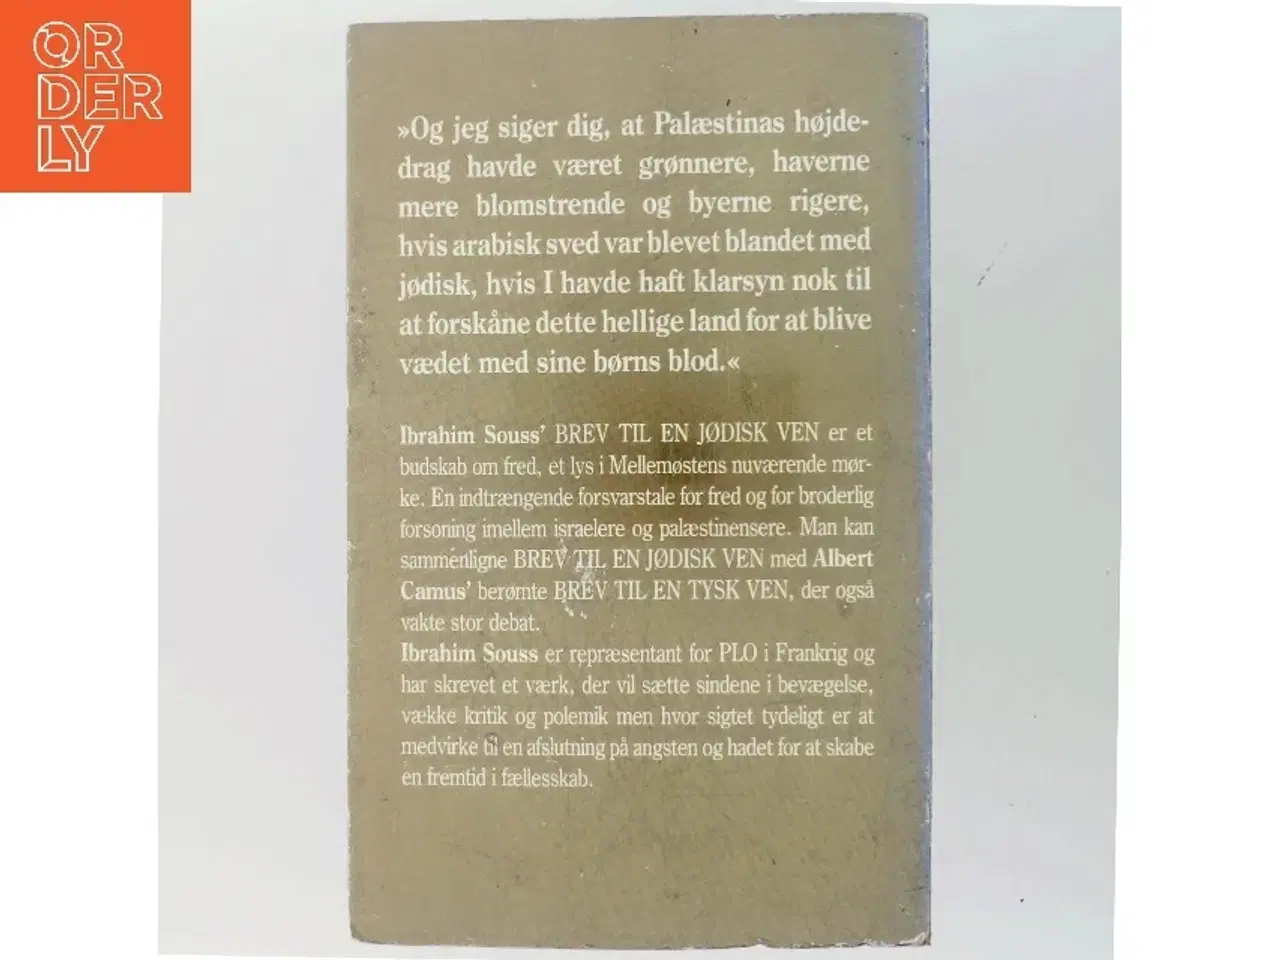 ORDERLY
»Og jeg siger dig, at Palæstinas højde-
drag havde været grønnere, haverne
mere blomstrende og byerne rigere,
hvis arabisk sved var blevet blandet med
jødisk, hvis I havde haft klarsyn nok til
at forskåne dette hellige land for at blive
vædet med sine børns blod.«
Ibrahim Souss' BREV TIL EN JØDISK VEN er et
budskab om fred, et lys i Mellemøstens nuværende mør-
ke. En indtrængende forsvarstale for fred og for broderlig
forsoning imellem israelere og palæstinensere. Man kan
sammenligne BREV TIL EN JØDISK VEN med Albert
Camus' berømte BREV TIL EN TYSK VEN, der også
vakte stor debat.
Ibrahim Souss er repræsentant for PLO i Frankrig og
har skrevet et værk, der vil sætte sindene i bevægelse,
vække kritik og polemik men hvor sigtet tydeligt er at
medvirke til en afslutning på angsten og hadet for at skabe
en fremtid i fællesskab.